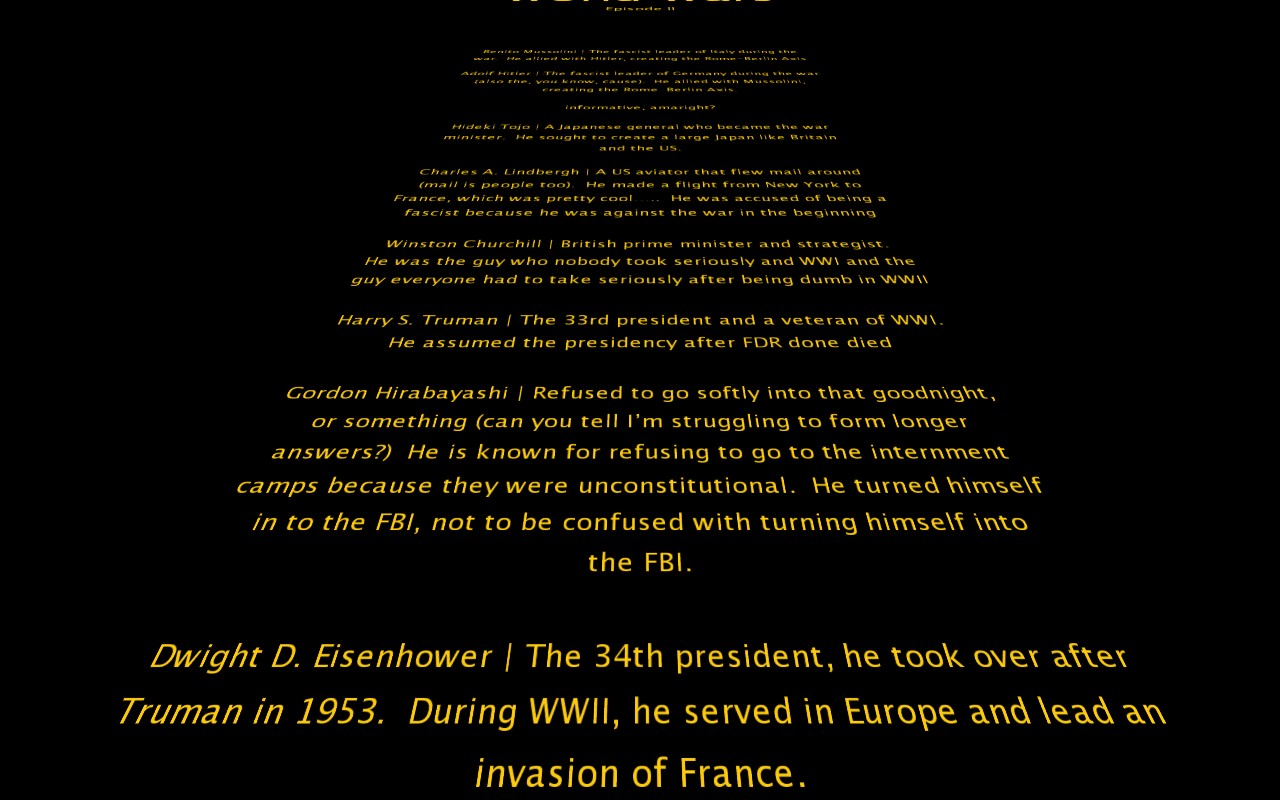 World Wars
Episode II
Benito Mussolini | The fascist leader of Italy during the
war. He allied with Hitler, creating the Rome-Berlin Axis
Adolf Hitler | The fascist leader of Germany during the war
(also the, you know, cause). He allied with Mussolini,
creating the Rome Berlin Axis
informative, amaright?
Hideki Tojo | A Japanese general who became the war
minister. He sought to create a large Japan like Britain
and the US.
Charles A. Lindbergh | A US aviator that flew mail around
(mail is people too). He made a flight from New York to
France, which was pretty cool..... He was accused of being a
fascist because he was against the war in the beginning
Winston Churchill | British prime minister and strategist.
He was the guy who nobody took seriously and WWI and the
guy everyone had to take seriously after being dumb in WWII
Harry S. Truman | The 33rd president and a veteran of WWI.
He assumed the presidency after FDR done died
Gordon Hirabayashi | Refused to go softly into that goodnight,
or something (can you tell I'm struggling to form longer
answers?) He is known for refusing to go to the internment
camps because they were unconstitutional. He turned himself
in to the FBI, not to be confused with turning himself into
the FBI.
Dwight D. Eisenhower | The 34th president, he took over after
Truman in 1953. During WWII, he served in Europe and lead an
invasion of France.